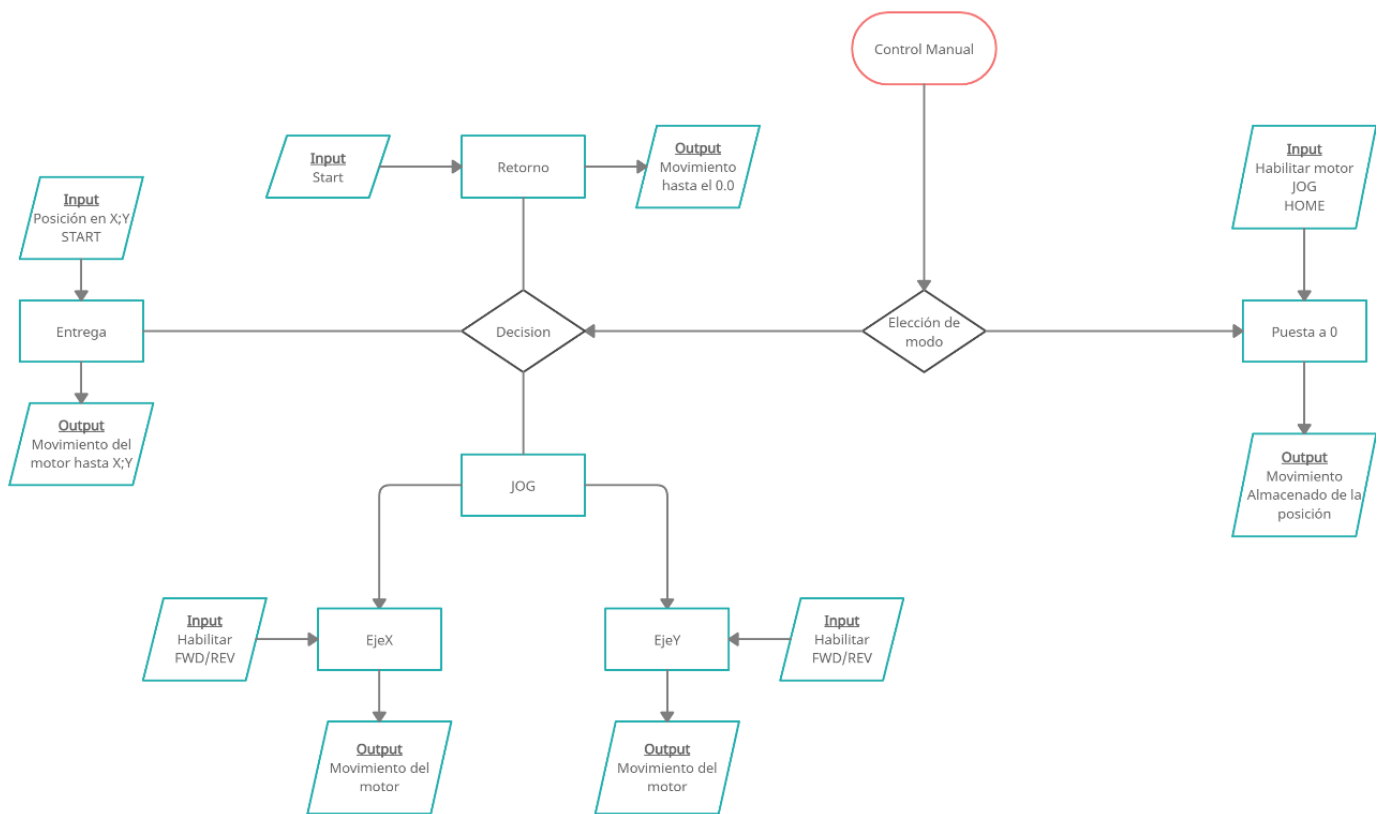 Control Manual
Input
Start
Retorno
Output
Movimiento
hasta el 0.0
Input
Habilitar motor
JOG
HOME
Input
Posición en X;Y
START
Entrega
Decision
Elección de
modo
Puesta a 0
Output
Movimiento del
motor hasta X;Y
JOG
Output
Movimiento
Almacenado de la
posición
Input
Habilitar
FWD/REV
EjeX
EjeY
Input
Habilitar
FWD/REV
Output
Movimiento del
motor
Output
Movimiento del
motor